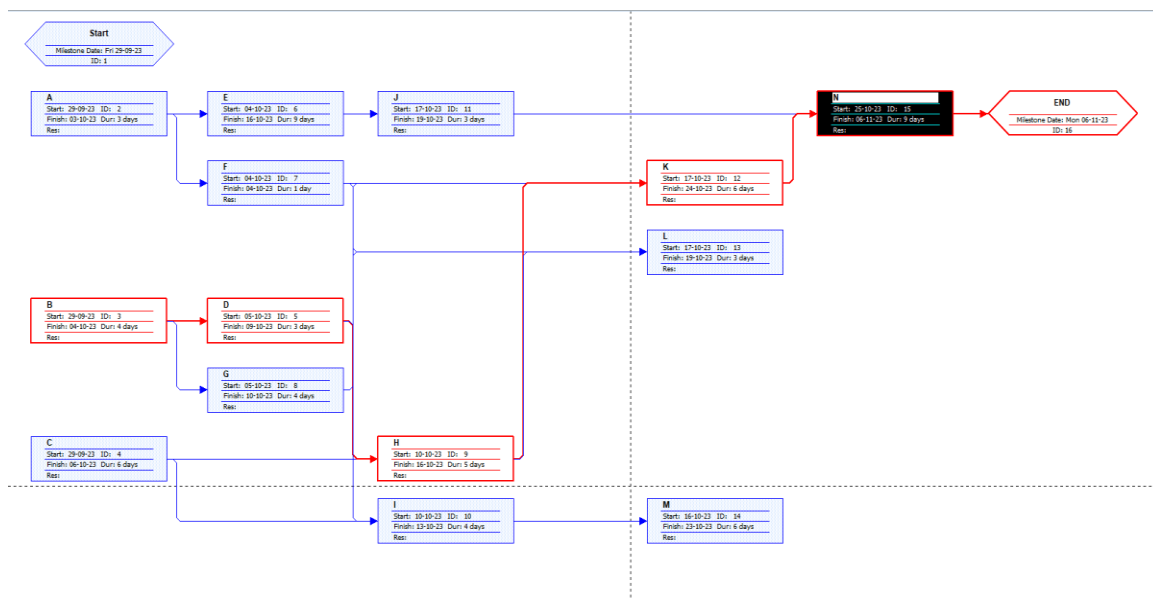 Start
Milestone Date: Fri 29-09-23
ID: 1
A
Start: 29-09-23 ID: 2
Finish: 03-10-23 Dur: 3 days
Res:
E
Start: 04-10-23 ID: 6
Finish: 16-10-23 Dur: 9 days
Res:
J
Start: 17-10-23 ID: 11
Finish: 19-10-23 Dur: 3 days
Res:
N
Start: 25-10-23 ID: 15
Finish: 06-11-23 Dur: 9 days
Res:
END
Milestone Date: Mon 06-11-23
ID: 16
F
Start: 04-10-23 ID: 7
Finish: 04-10-23 Dur: 1 day
Res:
K
Start: 17-10-23 ID: 12
Finish: 24-10-23 Dur: 6 days
Res:
L
Start: 17-10-23 ID: 13
Finish: 19-10-23 Dur: 3 days
Res:
B
Start: 29-09-23 ID: 3
Finish: 04-10-23 Dur: 4 days
Res:
D
Start: 05-10-23 ID: 5
Finish: 09-10-23 Dur: 3 days
Res:
G
Start: 05-10-23 ID: 8
Finish: 10-10-23 Dur: 4 days
Res:
C
Start: 29-09-23 ID: 4
Finish: 06-10-23 Dur: 6 days
Res:
H
Start: 10-10-23 ID: 9
Finish: 16-10-23 Dur: 5 days
Res:
I
Start: 10-10-23 ID: 10
Finish: 13-10-23 Dur: 4 days
Res:
M
Start: 16-10-23 ID: 14
Finish: 23-10-23 Dur: 6 days
Res: